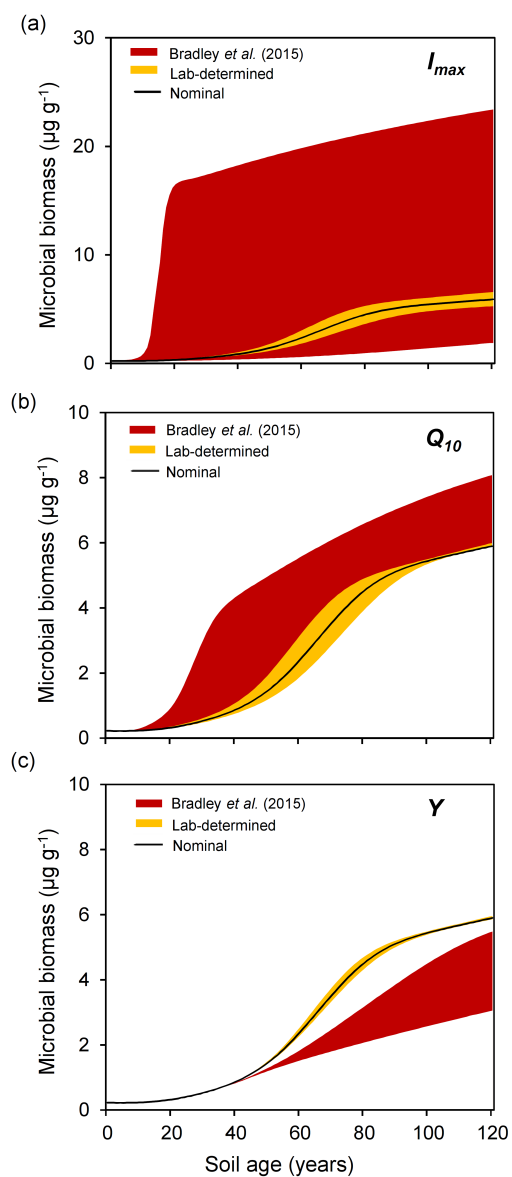 (a)
30
20
10
0
Microbial biomass (µg g⁻¹)
Bradley et al. (2015)
Lab-determined
Nominal
Imax
(b)
10
8
6
4
2
0
Microbial biomass (µg g⁻¹)
Bradley et al. (2015)
Lab-determined
Nominal
Q10
(c)
10
8
6
4
2
0
Microbial biomass (µg g⁻¹)
Bradley et al. (2015)
Lab-determined
Nominal
Y
0 20 40 60 80 100 120
Soil age (years)